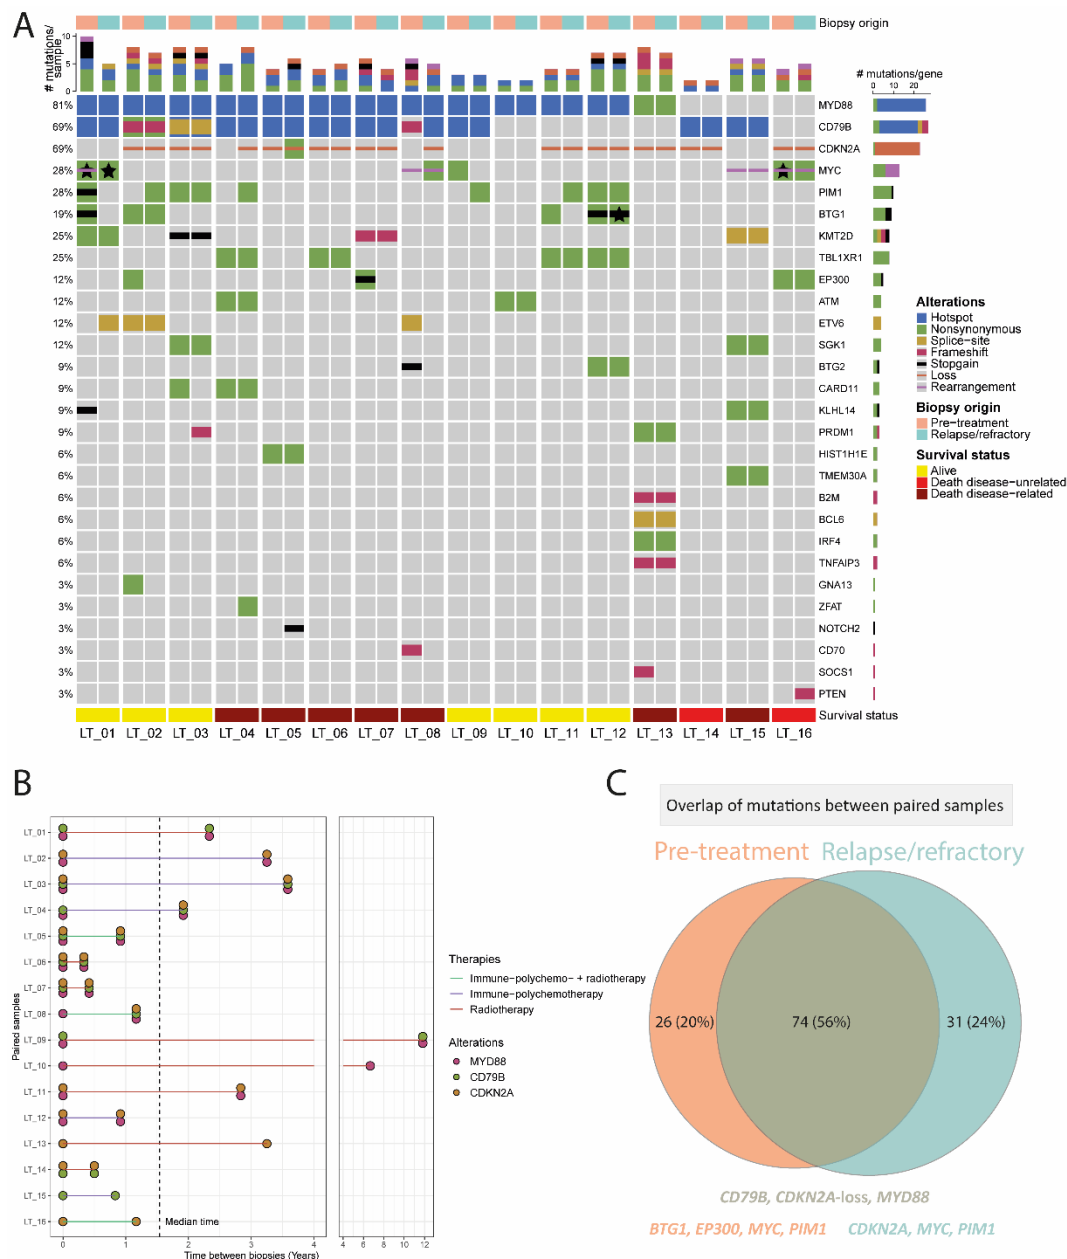 A
Biopsy origin
# mutations/
sample
10
5
0
# mutations/gene
0 10 20
81% MYD88
69% CD79B
69% CDKN2A
28% MYC
28% PIM1
19% BTG1
25% KMT2D
25% TBL1XR1
12% EP300
12% ATM
12% ETV6
12% SGK1
9% BTG2
9% CARD11
9% KLHL14
9% PRDM1
6% HIST1H1E
6% TMEM30A
6% B2M
6% BCL6
6% IRF4
6% TNFAIP3
3% GNA13
3% ZFAT
3% NOTCH2
3% CD70
3% SOCS1
3% PTEN
Survival status
LT_01 LT_02 LT_03 LT_04 LT_05 LT_06 LT_07 LT_08 LT_09 LT_10 LT_11 LT_12 LT_13 LT_14 LT_15 LT_16
Alterations
Hotspot
Nonsynonymous
Splice−site
Frameshift
Stopgain
Loss
Rearrangement
Biopsy origin
Pre−treatment
Relapse/refractory
Survival status
Alive
Death disease−unrelated
Death disease−related
B
Paired samples
LT_01
LT_02
LT_03
LT_04
LT_05
LT_06
LT_07
LT_08
LT_09
LT_10
LT_11
LT_12
LT_13
LT_14
LT_15
LT_16
Median time
0 1 2 3 4 4 6 8 10 12
Time between biopsies (Years)
Therapies
Immune−polychemo− + radiotherapy
Immune−polychemotherapy
Radiotherapy
Alterations
MYD88
CD79B
CDKN2A
C
Overlap of mutations between paired samples
Pre-treatment Relapse/refractory
26 (20%) 74 (56%) 31 (24%)
CD79B, CDKN2A-loss, MYD88
BTG1, EP300, MYC, PIM1 CDKN2A, MYC, PIM1